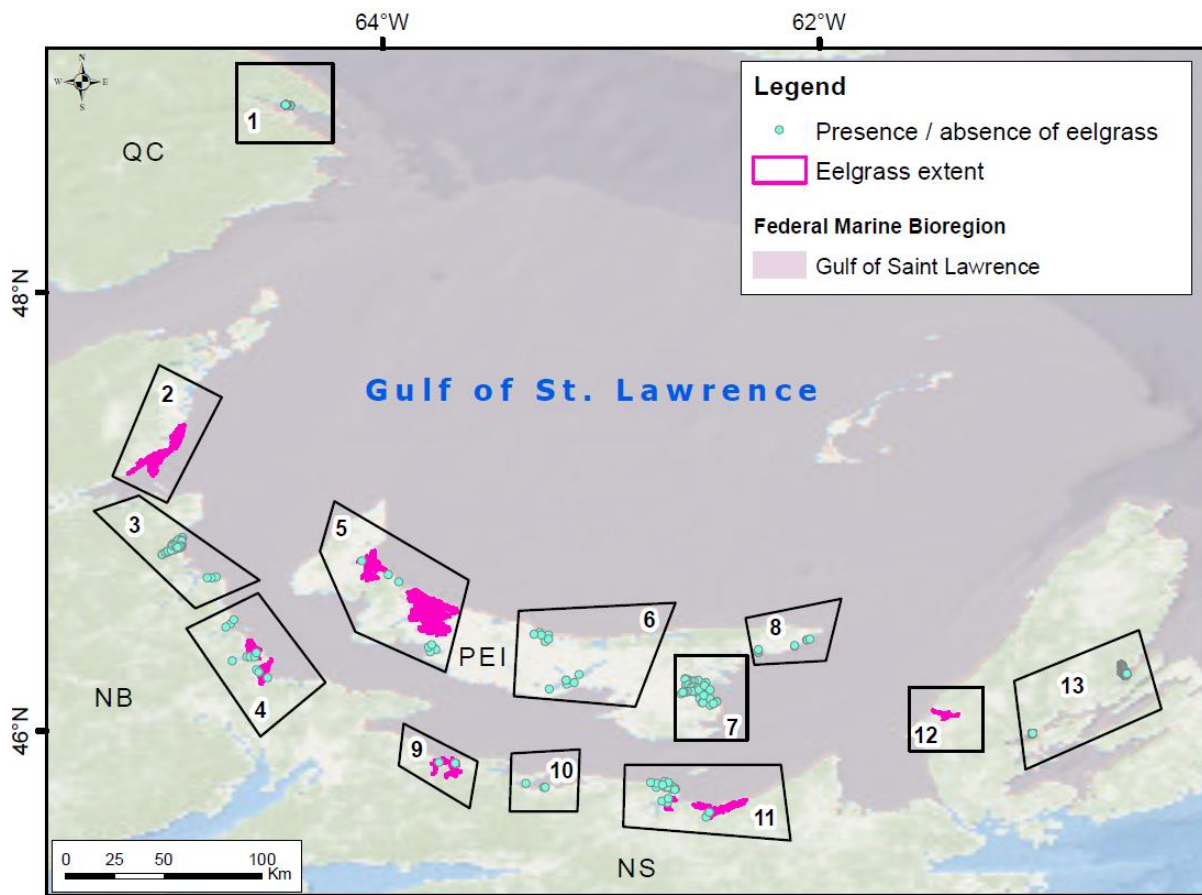 64°W
62°W
N
W
E
S
1
QC
Legend
Presence / absence of eelgrass
Eelgrass extent
Federal Marine Bioregion
Gulf of Saint Lawrence
48°N
Gulf of St. Lawrence
2
3
5
6
8
PEI
13
NB
4
7
46°N
12
9
10
11
0 25 50 100
Km
NS